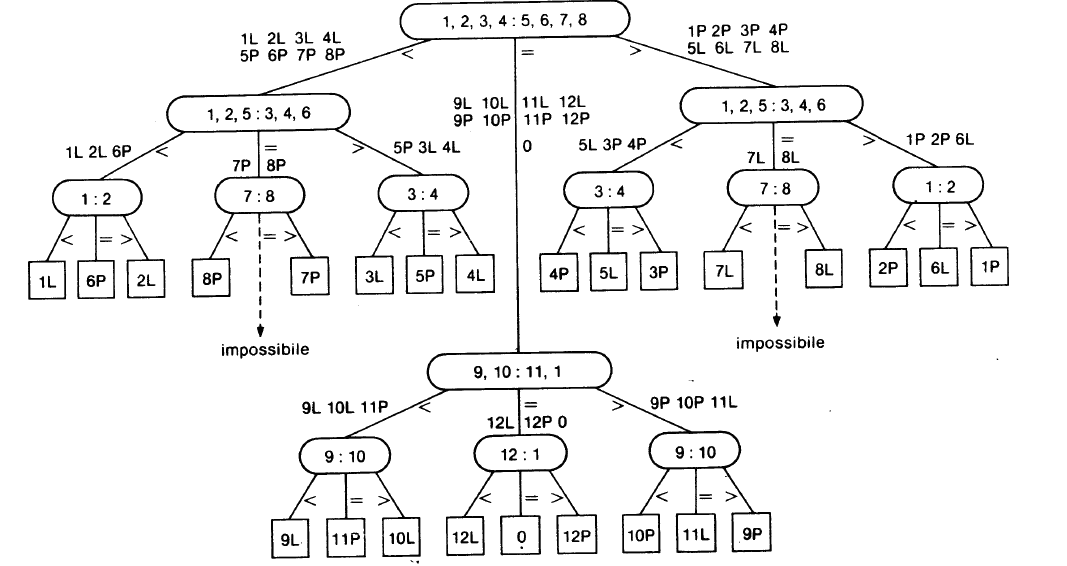 1, 2, 3, 4 : 5, 6, 7, 8
1L 2L 3L 4L
5P 6P 7P 8P
< = >
1P 2P 3P 4P
5L 6L 7L 8L
1, 2, 5 : 3, 4, 6
9L 10L 11L 12L
9P 10P 11P 12P
0
1, 2, 5 : 3, 4, 6
1L 2L 6P
< = >
7P 8P
5P 3L 4L
5L 3P 4P
< = >
7L 8L
1P 2P 6L
1 : 2
7 : 8
3 : 4
3 : 4
7 : 8
1 : 2
< = >
< = >
< = >
< = >
< = >
< = >
1L 6P 2L
8P 7P
3L 5P 4L
4P 5L 3P
7L 8L
2P 6L 1P
impossibile
impossibile
9, 10 : 11, 1
9L 10L 11P
< = >
12L 12P 0
9P 10P 11L
9 : 10
12 : 1
9 : 10
< = >
< = >
< = >
9L 11P 10L
12L 0 12P
10P 11L 9P